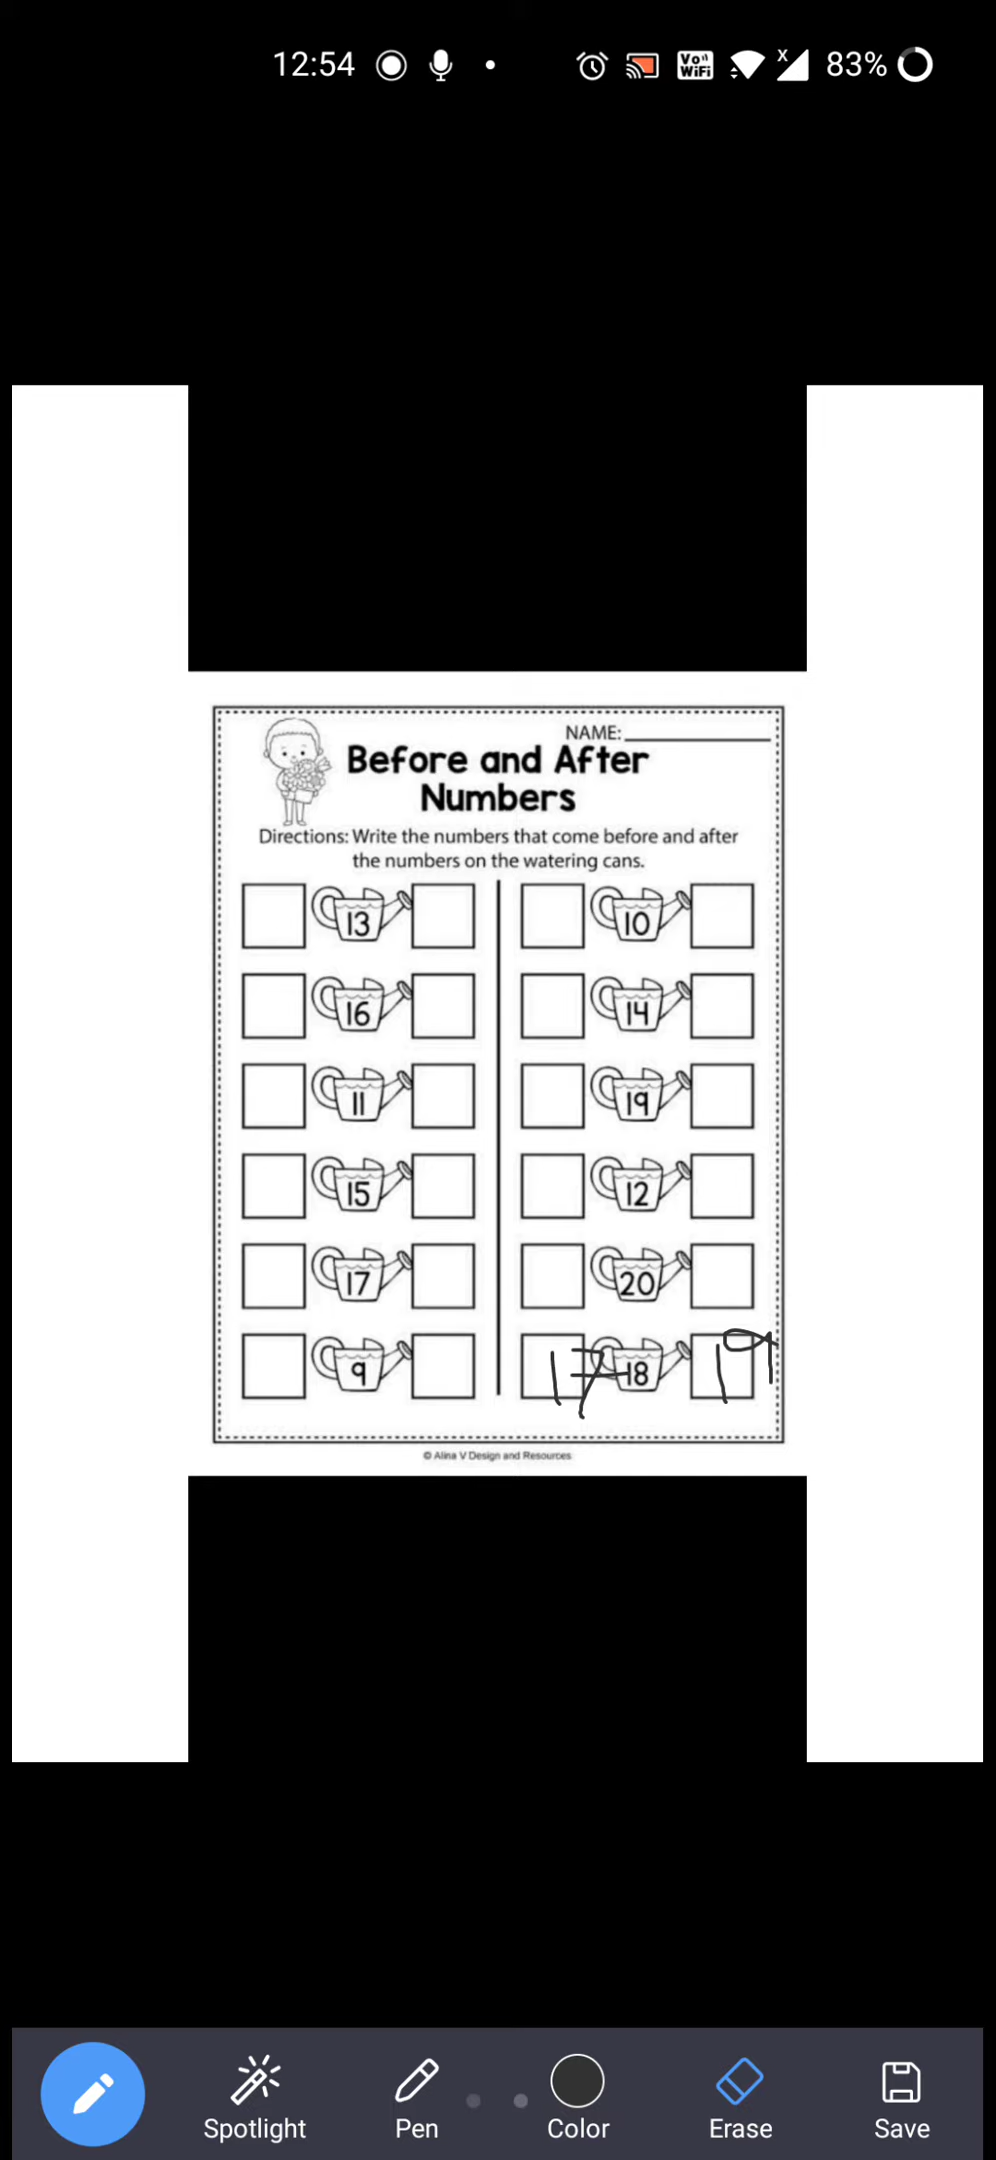 12:54 Vo WiFi x 83%
NAME:
Before and After
Numbers
Directions: Write the numbers that come before and after
the numbers on the watering cans.
13 10
16 14
11 19
15 12
17 20
9 17 18 19
© Alina V Design and Resources
Spotlight Pen Color Erase Save